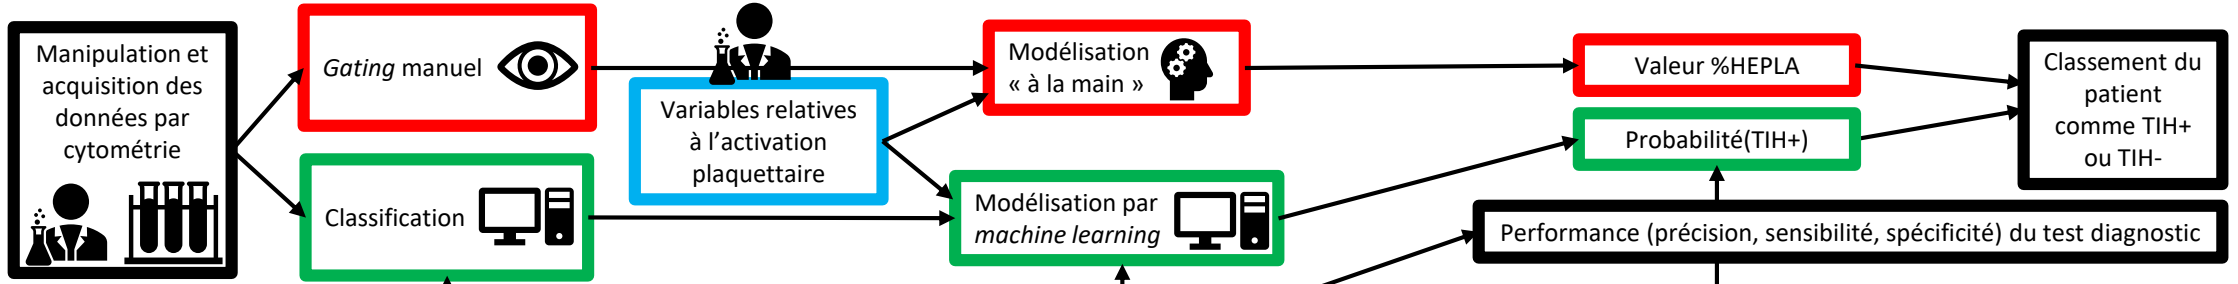 Manipulation et
acquisition des
données par
cytométrie
Gating manuel
Classification
Variables relatives
à l'activation
plaquettaire
Modélisation
« à la main »
Modélisation par
machine learning
Valeur %HEPLA
Probabilité(TIH+)
Performance (précision, sensibilité, spécificité) du test diagnostic
Classement du
patient
comme TIH+
ou TIH-